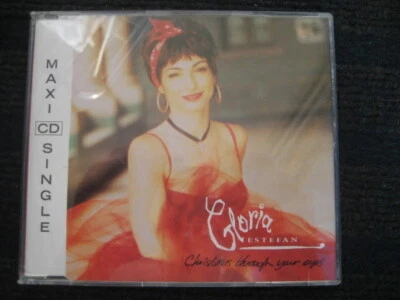 MAXI CD SINGLE
Gloria
ESTEFAN
Christmas through your eyes